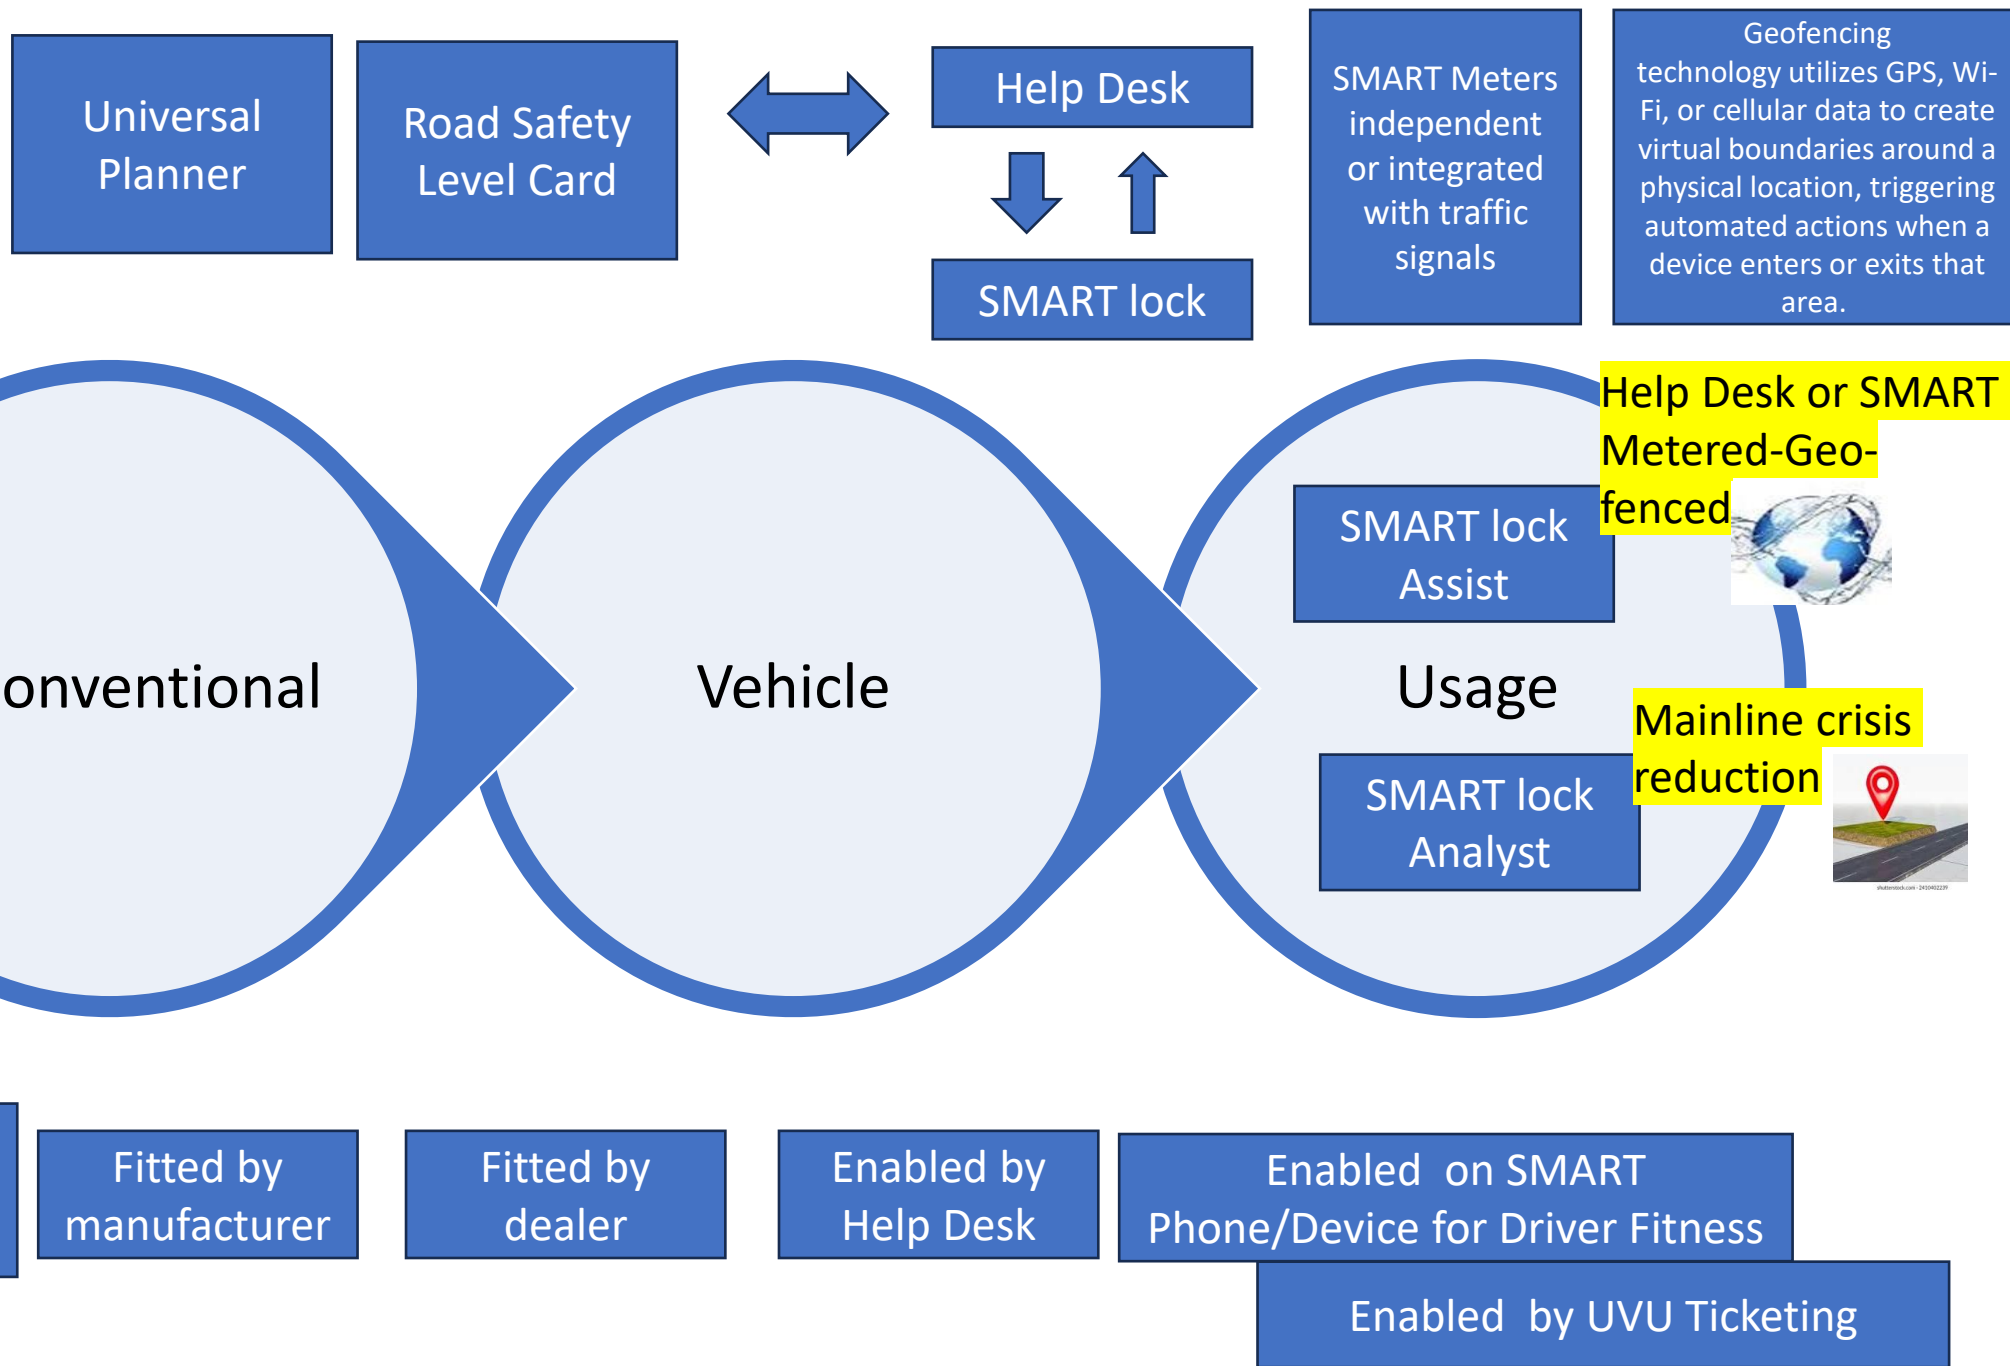 Universal
Planner
Road Safety
Level Card
Help Desk
SMART lock
SMART Meters
independent
or integrated
with traffic
signals
Geofencing
technology utilizes GPS, Wi-
Fi, or cellular data to create
virtual boundaries around a
physical location, triggering
automated actions when a
device enters or exits that
area.
onventional
Vehicle
Usage
SMART lock
Assist
Help Desk or SMART
Metered-Geo-
fenced
SMART lock
Analyst
Mainline crisis
reduction
shutterstock.com · 2450402239
Fitted by
manufacturer
Fitted by
dealer
Enabled by
Help Desk
Enabled  on SMART
Phone/Device for Driver Fitness
Enabled  by UVU Ticketing